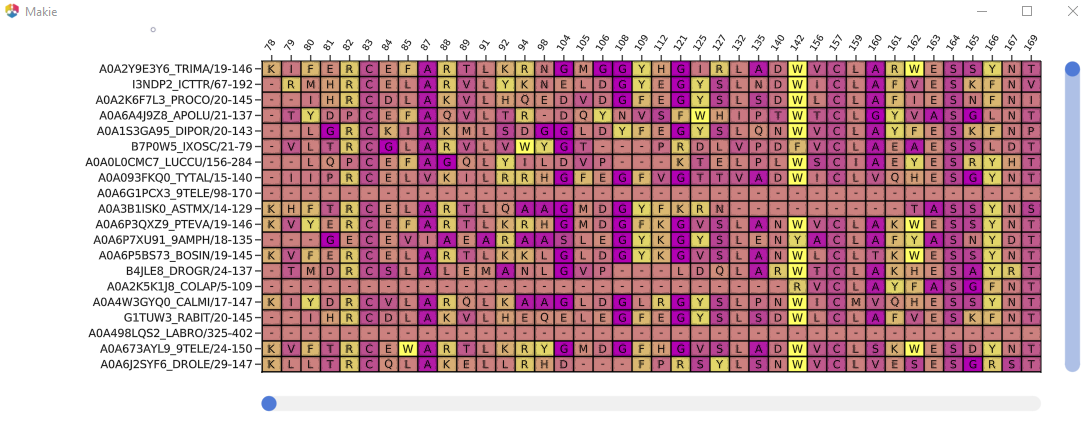 Makie
78 79 80 81 82 83 84 85 87 88 89 91 92 94 98 104 105 106 108 109 112 121 125 127 132 135 140 142 156 157 159 160 161 162 163 164 165 166 167 169
A0A2Y9E3Y6_TRIMA/19-146 K I F E R C E F A R T L K R N G M G G Y H G I R L A D W V C L A R W E S S Y N T
I3NDP2_ICTTR/67-192 - R M H R C E L A R V L Y K N E L D G Y E G Y S L N D W I C L A F V E S K F N V
A0A2K6F7L3_PROCO/20-145 - - I H R C D L A K V L H Q E D V D G F E G Y S L S D W L C L A F I E S N F N I
A0A6A4J9Z8_APOLU/21-137 - T Y D P C E F A Q V L T R - D Q Y N V S F W H I P T W T C L G Y V A S G L N T
A0A1S3GA95_DIPOR/20-143 - - L G R C K I A K M L S D G G L D Y F E G Y S L Q N W V C L A Y F E S K F N P
B7P0W5_IXOSC/21-79 - V L T R C G L A R V L V W Y G T - - - P R D L V P D F V C L A E A E S S L D T
A0A0L0CMC7_LUCCU/156-284 - - L Q P C E F A G Q L Y I L D V P - - - K T E L P L W S C I A E Y E S R Y H T
A0A093FKQ0_TYTAL/15-140 - I I P R C E L V K I L R R H G F E G F V G T T V A D W I C L V Q H E S G Y N T
A0A6G1PCX3_9TELE/98-170 - - - - - - - - - - - - - - - - - - - - - - - - - - - - - - - - - - - - - - - -
A0A3B1ISK0_ASTMX/14-129 K H F T R C E L A R T L Q A A G M D G Y F K R N - - - - - - - - - T A S S Y N S
A0A6P3QXZ9_PTEVA/19-146 K V Y E R C E F A R T L K R H G M D G F K G V S L A N W V C L A K W E S S Y N T
A0A6P7XU91_9AMPH/18-135 - - - G E C E V I A E A R A A S L E G Y K G Y S L E N Y A C L A F Y A S N Y D T
A0A6P5BS73_BOSIN/19-145 K V F E R C E L A R T L K K L G L D G Y K G V S L A N W L C L T K W E S S Y N T
B4JLE8_DROGR/24-137 - T M D R C S L A L E M A N L G V P - - - L D Q L A R W T C L A K H E S A Y R T
A0A2K5K1J8_COLAP/5-109 - - - - - - - - - - - - - - - - - - - - - - - - - - - R V C L A Y F A S G F N T
A0A4W3GYQ0_CALMI/17-147 K I Y D R C V L A R Q L K A A G L D G L R G Y S L P N W I C M V Q H E S S Y N T
G1TUW3_RABIT/20-145 - - I H R C D L A K V L H E Q E L E G F E G Y S L S D W L C L A F V E S K F N T
A0A498LQS2_LABRO/325-402 - - - - - - - - - - - - - - - - - - - - - - - - - - - - - - - - - - - - - - - -
A0A673AYL9_9TELE/24-150 K V F T R C E W A R T L K R Y G M D G F H G V S L A D W V C L S K W E S D Y N T
A0A6J2SYF6_DROLE/29-147 K L L T R C Q L A K E L L R H D - - - F P R S Y L S N W V C L V E S E S G R S T